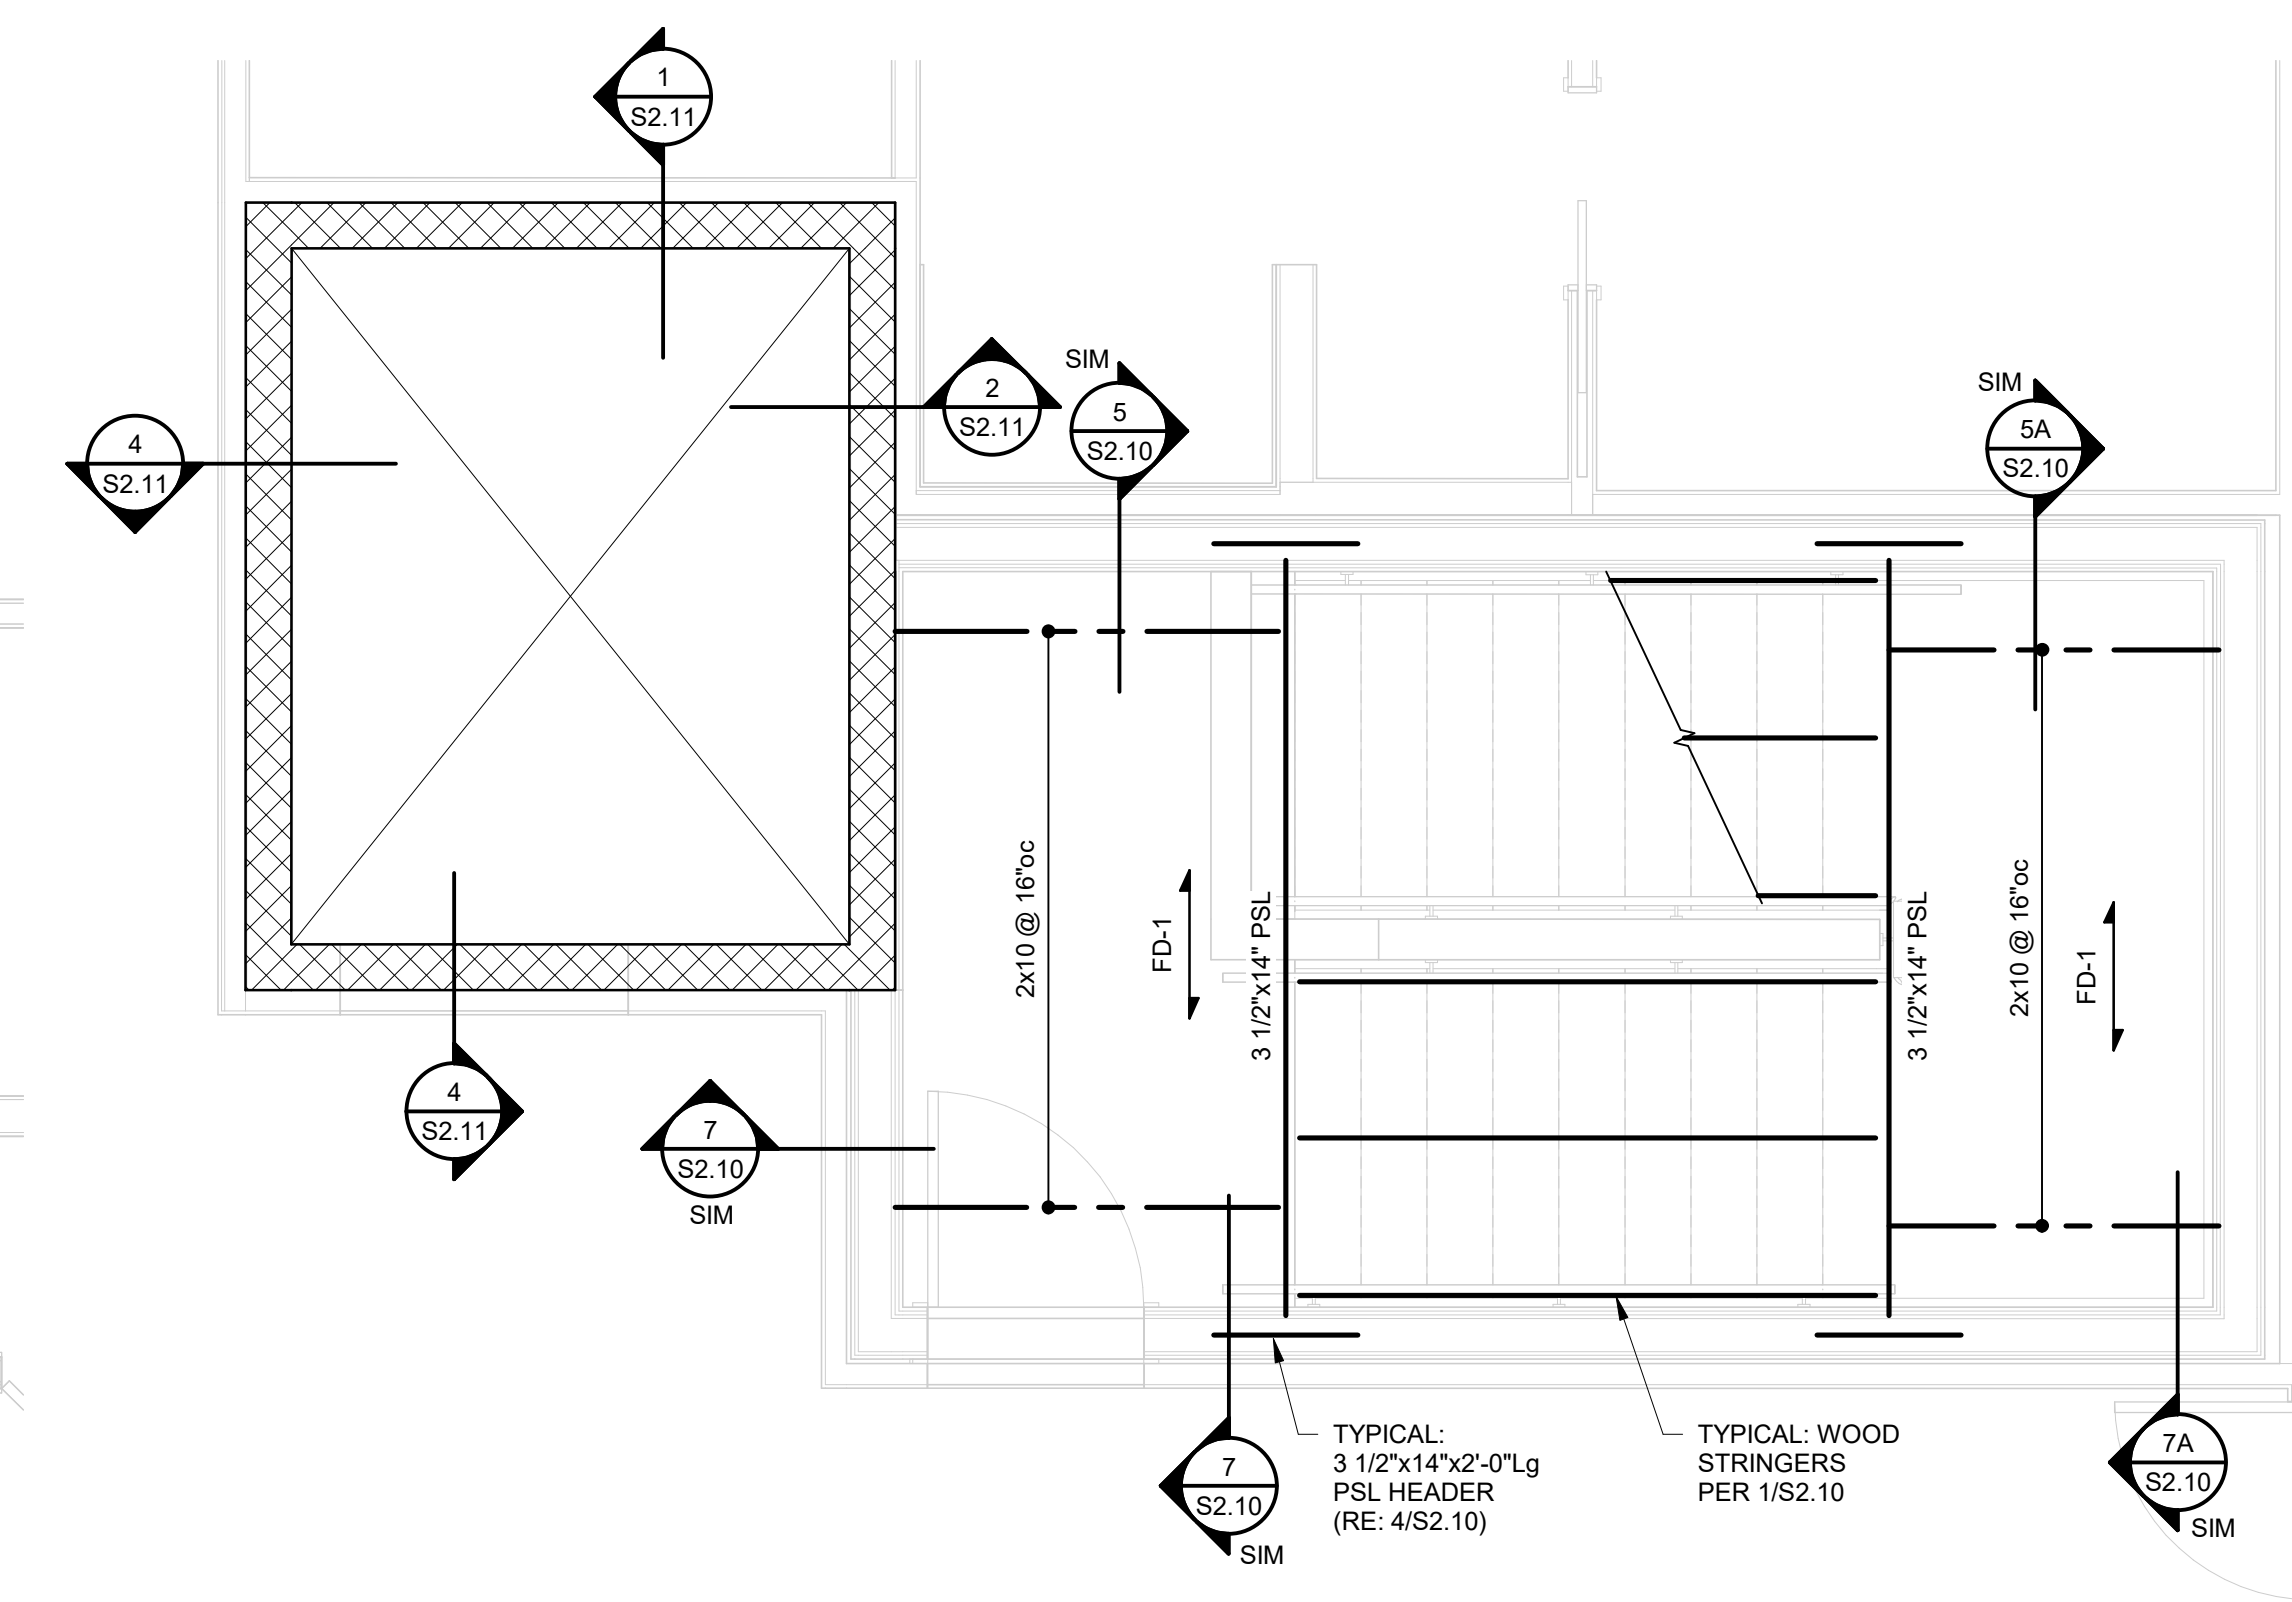 1
S2.11
2
S2.11
SIM
5
S2.10
SIM
5A
S2.10
4
S2.11
2x10 @ 16"oc
FD-1
3 1/2"x14" PSL
3 1/2"x14" PSL
2x10 @ 16"oc
FD-1
4
S2.11
7
S2.10
SIM
7
S2.10
SIM
TYPICAL:
3 1/2"x14"x2'-0"Lg
PSL HEADER
(RE: 4/S2.10)
TYPICAL: WOOD
STRINGERS
PER 1/S2.10
7A
S2.10
SIM